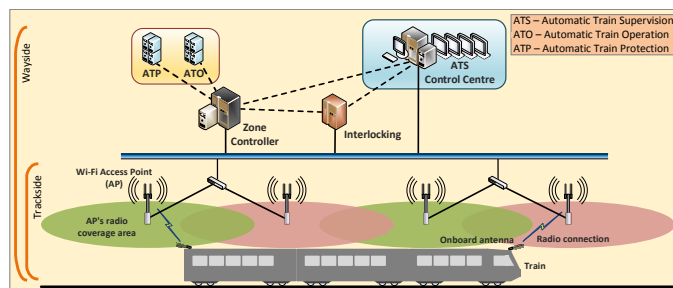 ATS – Automatic Train Supervision
ATO – Automatic Train Operation
ATP – Automatic Train Protection
Wayside
ATP
ATO
ATS
Control Centre
Zone
Controller
Interlocking
Trackside
Wi-Fi Access Point
(AP)
AP's radio
coverage area
Onboard antenna
Radio connection
Train